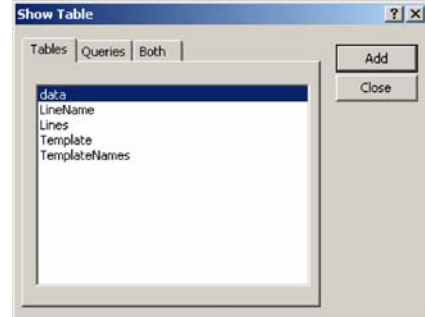 Show Table
Tables Queries Both
Add
Close
data
LineName
Lines
Template
TemplateNames